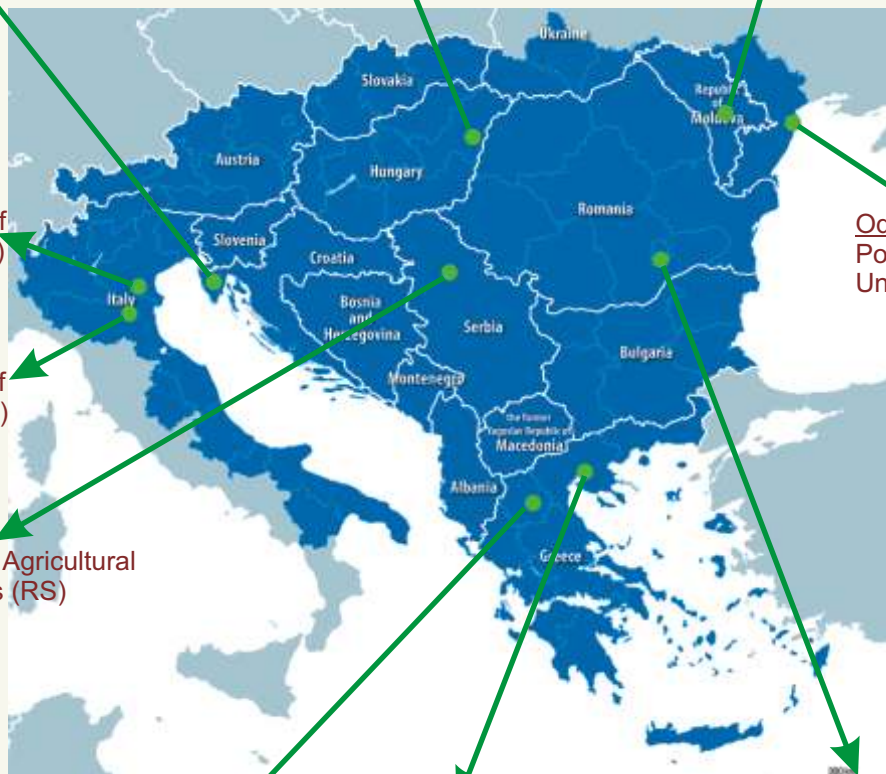 Ukraine
Slovakia
Republic
of
Moldova
Austria
Hungary
Romania
Slovenia
Croatia
Italy
Bosnia
and
Herzegovina
Serbia
Bulgaria
Montenegro
the former
Yugoslav Republic of
Macedonia
Albania
Greece
Od
Po
Un
f
)
f
)
Agricultural
s (RS)